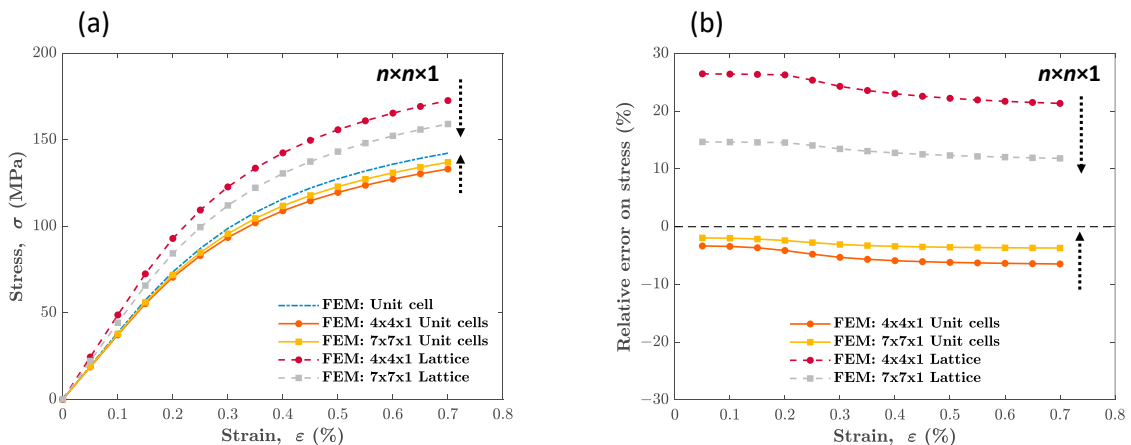 (a)
200
150
100
50
0
Stress, σ (MPa)
n×n×1
FEM: Unit cell
FEM: 4x4x1 Unit cells
FEM: 7x7x1 Unit cells
FEM: 4x4x1 Lattice
FEM: 7x7x1 Lattice
0 0.1 0.2 0.3 0.4 0.5 0.6 0.7 0.8
Strain, ε (%)
(b)
30
20
10
0
−10
−20
−30
Relative error on stress (%)
n×n×1
FEM: 4x4x1 Unit cells
FEM: 7x7x1 Unit cells
FEM: 4x4x1 Lattice
FEM: 7x7x1 Lattice
0 0.1 0.2 0.3 0.4 0.5 0.6 0.7 0.8
Strain, ε (%)